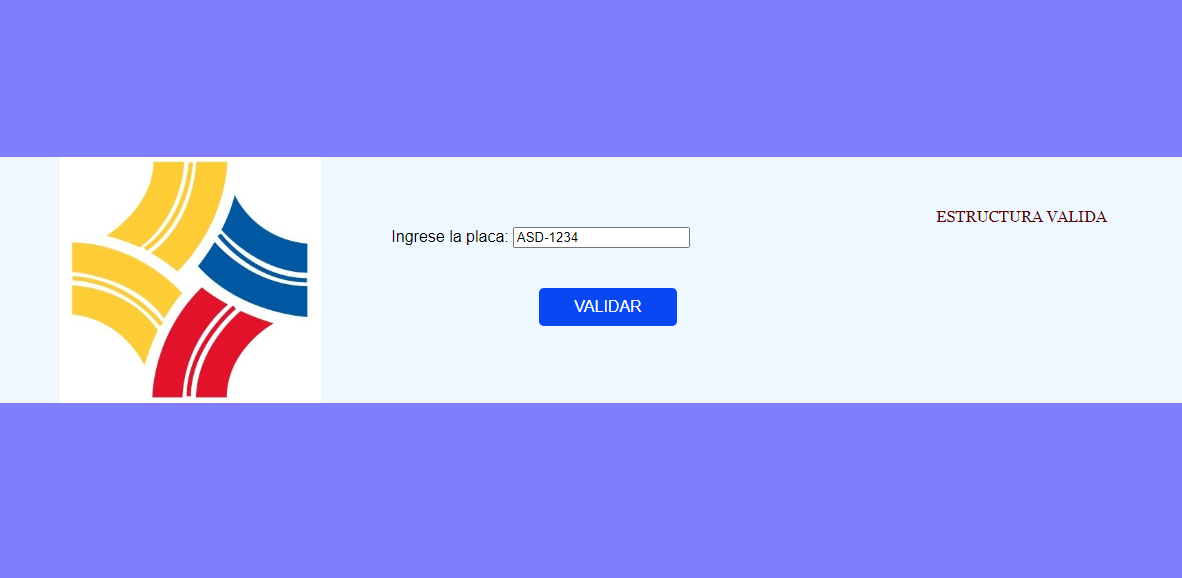 ESTRUCTURA VALIDA
Ingrese la placa: ASD-1234
VALIDAR